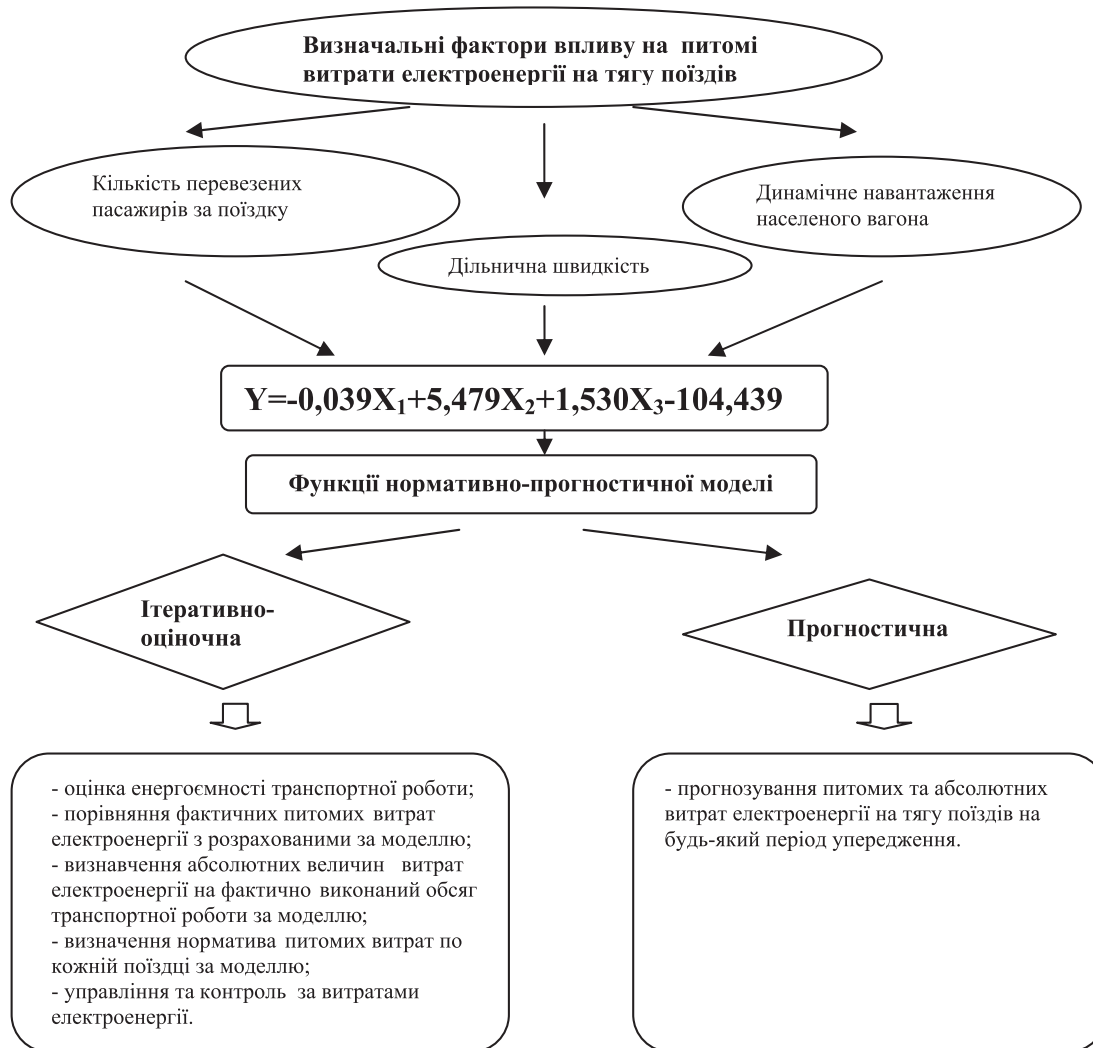 Визначальні фактори впливу на питомі
витрати електроенергії на тягу поїздів
Кількість перевезених
пасажирів за поїздку
Динамічне навантаження
населеного вагона
Дільнична швидкість
Y=-0,039X₁+5,479X₂+1,530X₃-104,439
Функції нормативно-прогностичної моделі
Ітеративно-
оціночна
Прогностична
- оцінка енергоємності транспортної роботи;
- порівняння фактичних питомих витрат
електроенергії з розрахованими за моделлю;
- визнавчення абсолютних величин витрат
електроенергії на фактично виконаний обсяг
транспортної роботи за моделлю;
- визначення норматива питомих витрат по
кожній поїздці за моделлю;
- управління та контроль за витратами
електроенергії.
- прогнозування питомих та абсолютних
витрат електроенергії на тягу поїздів на
будь-який період упередження.